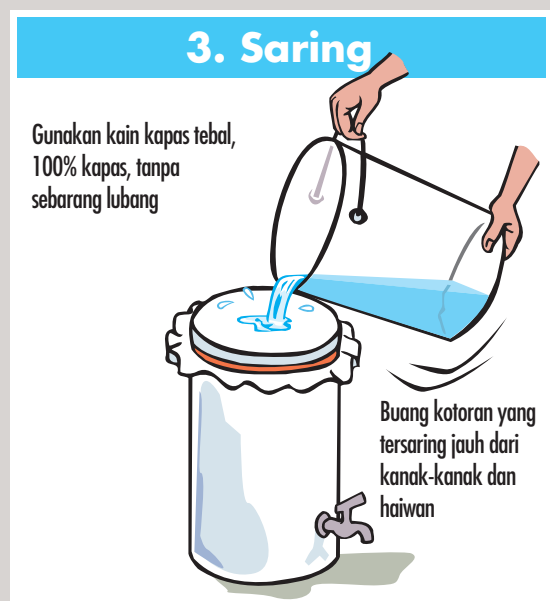 3. Saring
Gunakan kain kapas tebal,
100% kapas, tanpa
sebarang lubang
Buang kotoran yang
tersaring jauh dari
kanak-kanak dan
haiwan